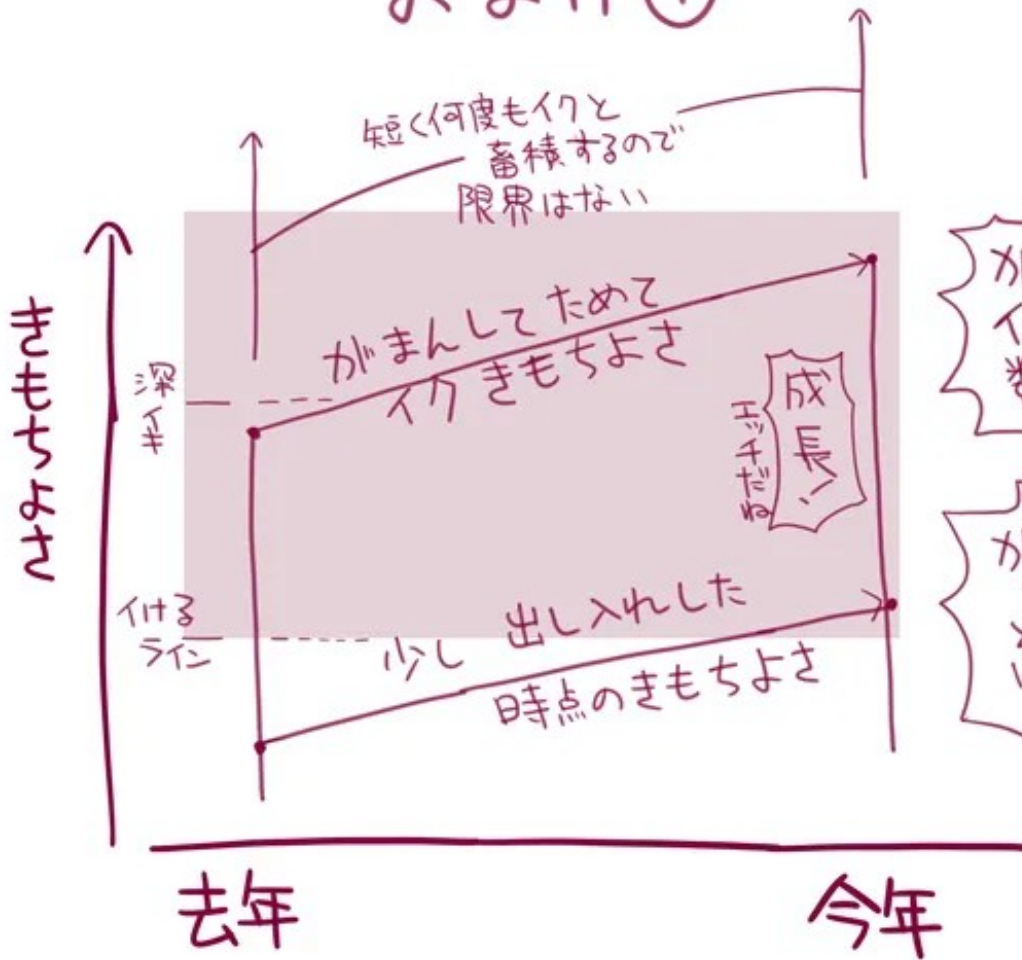 短く何度もイクと
蓄積するので
限界はない
きもちよさ
深イキ
がまんしてためて
イク きもちよさ
成長!
エッチだね
イけるライン
少し 出し入れした
時点のきもちよさ
去年
今年